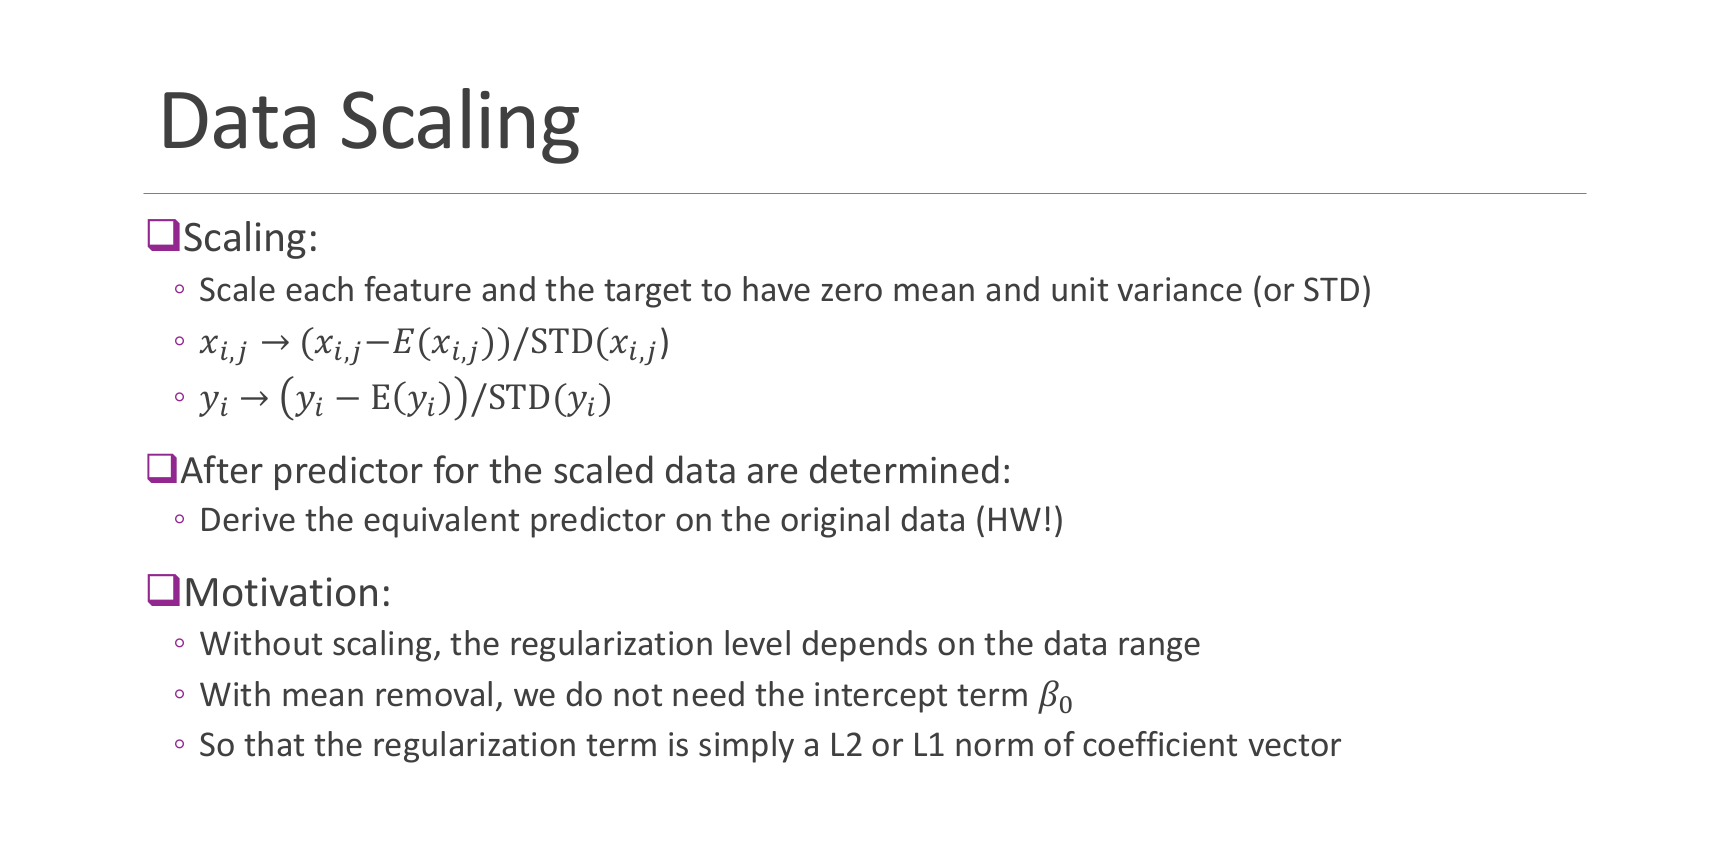 Data Scaling
❑Scaling:
◦ Scale each feature and the target to have zero mean and unit variance (or STD)
◦ x_{i,j} → (x_{i,j}−E(x_{i,j}))/STD(x_{i,j})
◦ y_i → (y_i − E(y_i))/STD(y_i)
❑After predictor for the scaled data are determined:
◦ Derive the equivalent predictor on the original data (HW!)
❑Motivation:
◦ Without scaling, the regularization level depends on the data range
◦ With mean removal, we do not need the intercept term β_0
◦ So that the regularization term is simply a L2 or L1 norm of coefficient vector